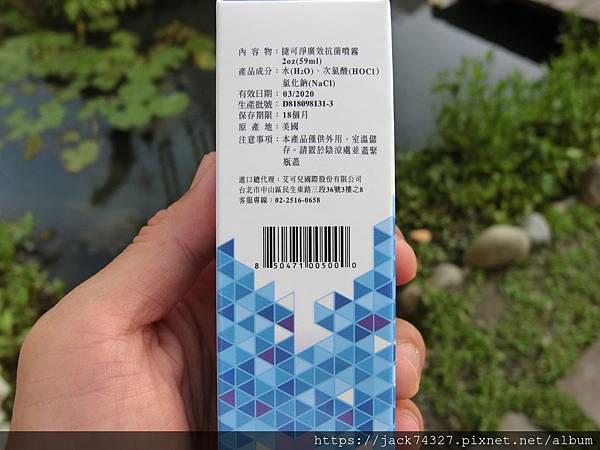 內 容 物：捷可淨廣效抗菌噴霧
2oz(59ml)
產品成分：水(H₂O)、次氯酸(HOCl)
氯化鈉(NaCl)
有效日期：03/2020
生產批號：D818098131-3
保存期限：18個月
原 產 地：美國
注意事項：本產品僅供外用，室溫儲
存，請置於陰涼處並蓋緊
瓶蓋
進口總代理：艾可兒國際股份有限公司
台北市中山區民生東路三段36號3樓之8
客服專線：02-2516-0658
8 50471 00500 0
https://jack74327.pixnet.net/album